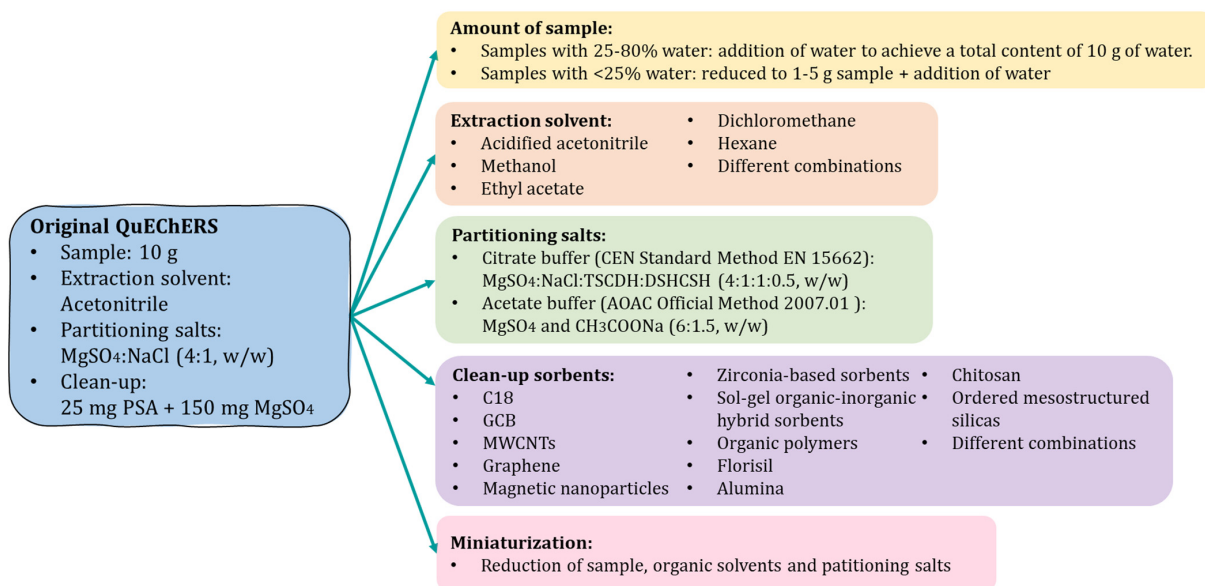 Original QuEChERS
• Sample: 10 g
• Extraction solvent:
Acetonitrile
• Partitioning salts:
MgSO4:NaCl (4:1, w/w)
• Clean-up:
25 mg PSA + 150 mg MgSO4
Amount of sample:
• Samples with 25-80% water: addition of water to achieve a total content of 10 g of water.
• Samples with <25% water: reduced to 1-5 g sample + addition of water
Extraction solvent:
• Acidified acetonitrile
• Methanol
• Ethyl acetate
• Dichloromethane
• Hexane
• Different combinations
Partitioning salts:
• Citrate buffer (CEN Standard Method EN 15662):
MgSO4:NaCl:TSCDH:DSHCSH (4:1:1:0.5, w/w)
• Acetate buffer (AOAC Official Method 2007.01 ):
MgSO4 and CH3COONa (6:1.5, w/w)
Clean-up sorbents:
• C18
• GCB
• MWCNTs
• Graphene
• Magnetic nanoparticles
• Zirconia-based sorbents
• Sol-gel organic-inorganic
hybrid sorbents
• Organic polymers
• Florisil
• Alumina
• Chitosan
• Ordered mesostructured
silicas
• Different combinations
Miniaturization:
• Reduction of sample, organic solvents and patitioning salts